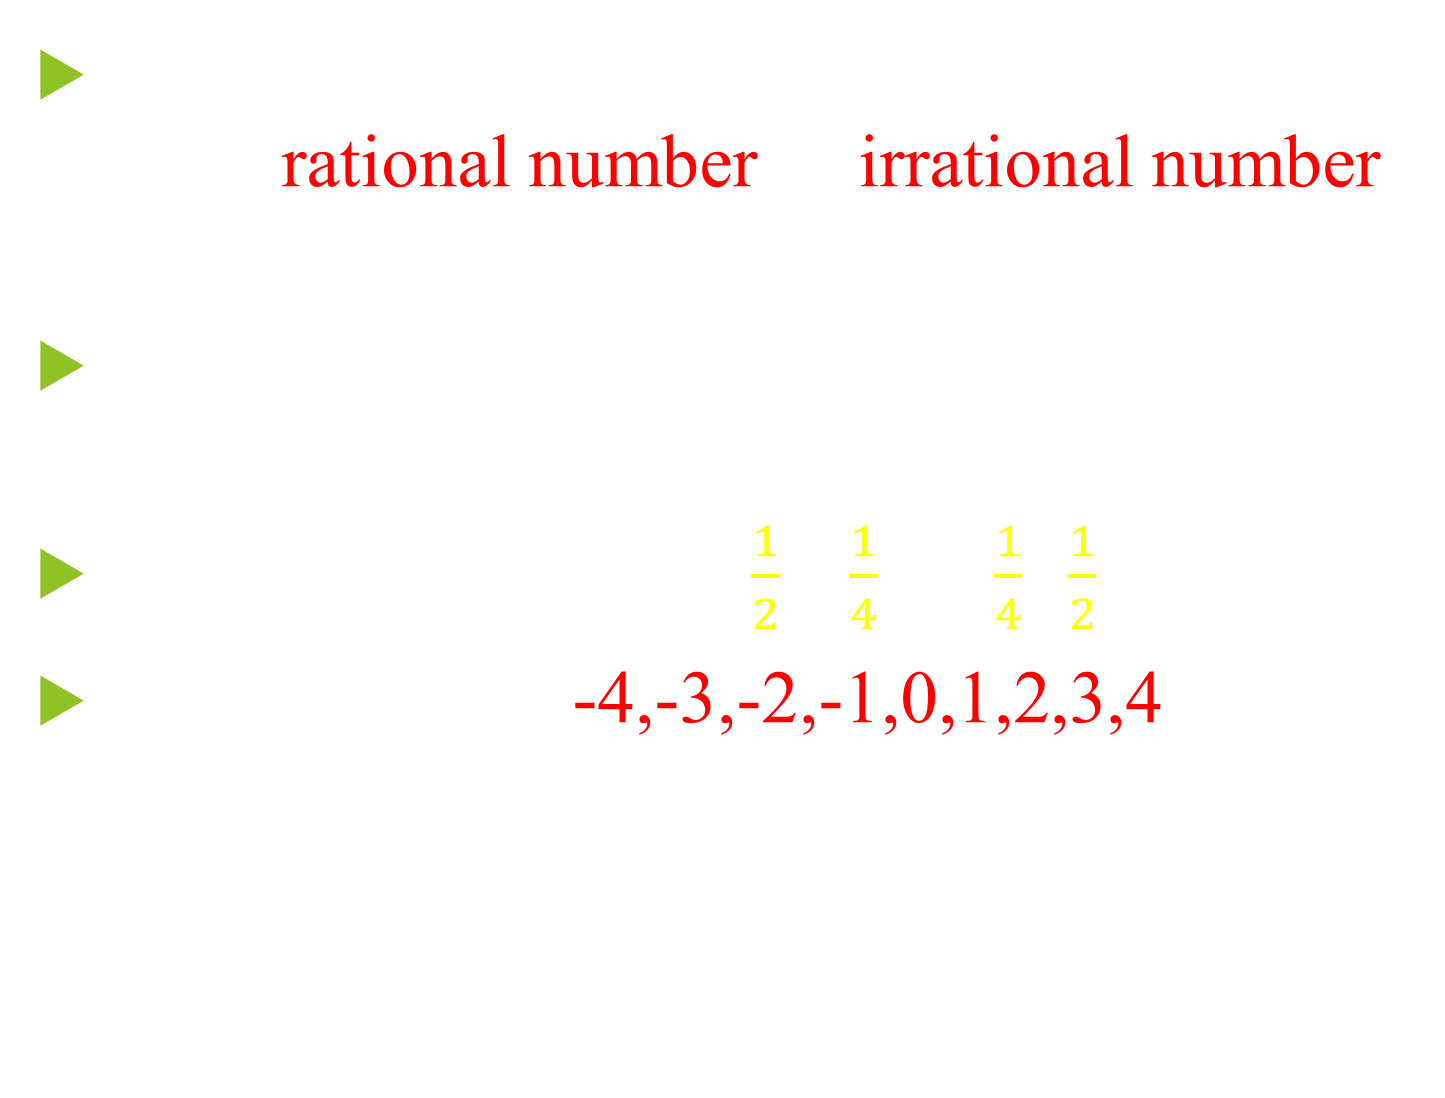 rational number irrational number
1/2 1/4 1/4 1/2
-4,-3,-2,-1,0,1,2,3,4